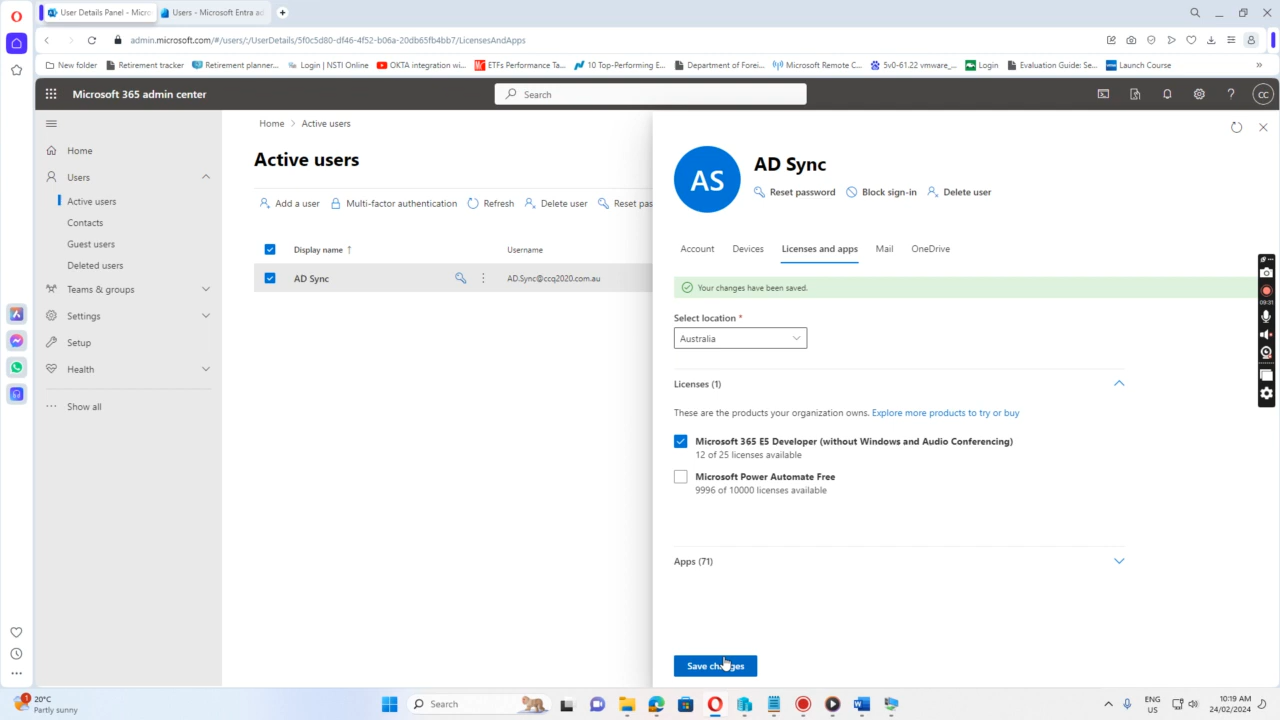 User Details Panel - Micro
Users - Microsoft Entra ad
admin.microsoft.com/#/users/:/UserDetails/5f0c5d80-df46-4f52-b06a-20db65fb4bb7/LicensesAndApps
New folder
Retirement tracker
Retirement planner...
Login | NSTI Online
OKTA integration wi...
ETFs Performance Ta...
10 Top-Performing E...
Department of Forei...
Microsoft Remote C...
5v0-61.22 vmware_...
Login
Evaluation Guide: Se...
Launch Course
»
Microsoft 365 admin center
Search
CC
Home
Users
Active users
Contacts
Guest users
Deleted users
Teams & groups
Settings
Setup
Health
Show all
Home > Active users
Active users
Add a user
Multi-factor authentication
Refresh
Delete user
Reset pas
Display name ↑
Username
AD Sync
AD.Sync@ccq2020.com.au
AS
AD Sync
Reset password
Block sign-in
Delete user
Account
Devices
Licenses and apps
Mail
OneDrive
Your changes have been saved.
Select location *
Australia
Licenses (1)
These are the products your organization owns. Explore more products to try or buy
Microsoft 365 E5 Developer (without Windows and Audio Conferencing)
12 of 25 licenses available
Microsoft Power Automate Free
9996 of 10000 licenses available
Apps (71)
Save changes
09:31
1
20°C
Partly sunny
Search
ENG
US
10:19 AM
24/02/2024